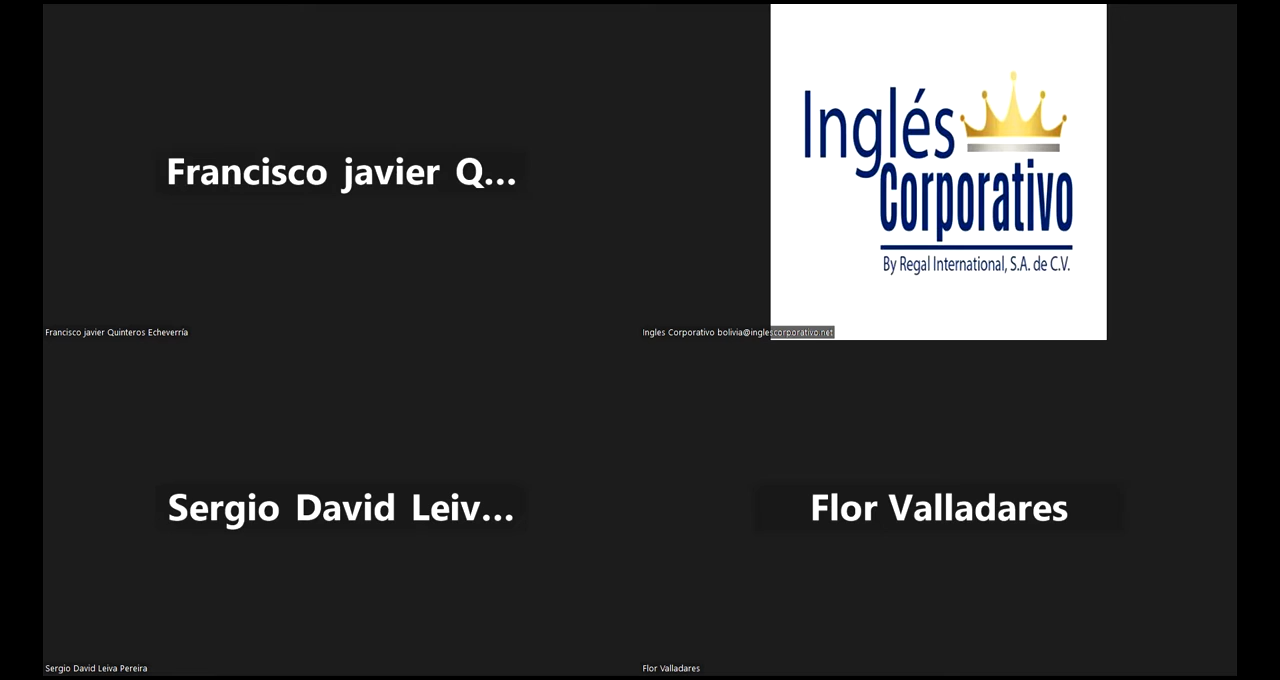 Francisco javier Q...
Francisco javier Quinteros Echeverría
Inglés
Corporativo
By Regal International, S.A. de C.V.
Ingles Corporativo bolivia@inglescorporativo.net
Sergio David Leiv...
Sergio David Leiva Pereira
Flor Valladares
Flor Valladares